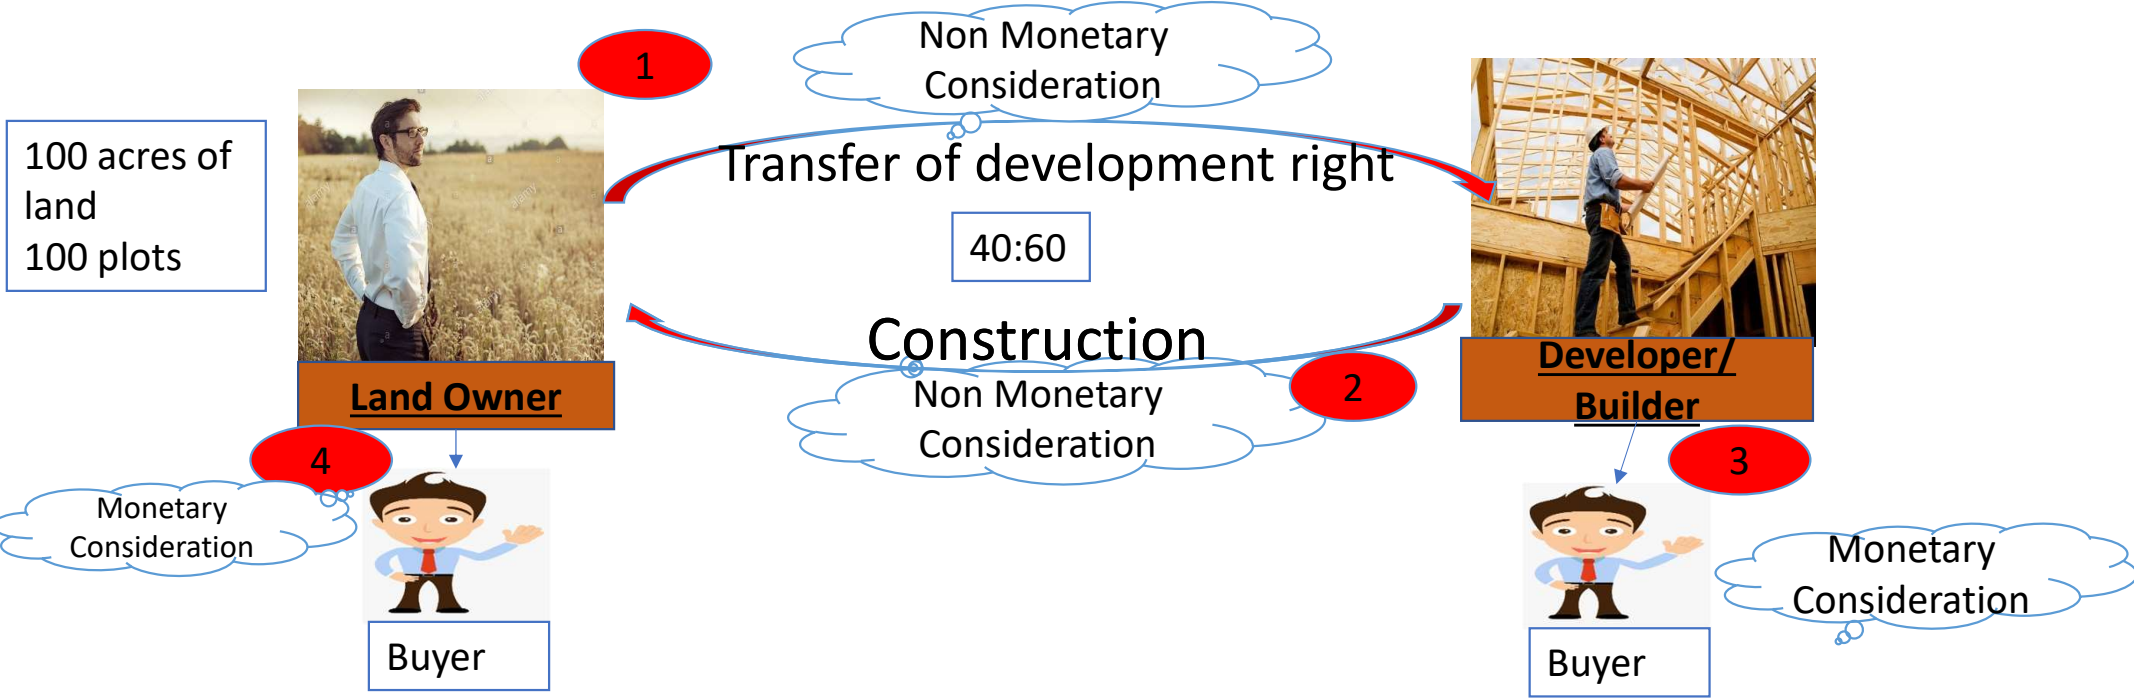 Non Monetary
Consideration
1
100 acres of
land
100 plots
Transfer of development right
40:60
Construction
Non Monetary
Consideration
2
Land Owner
Developer/
Builder
4
3
Monetary
Consideration
Monetary
Consideration
Buyer
Buyer
alamy
a